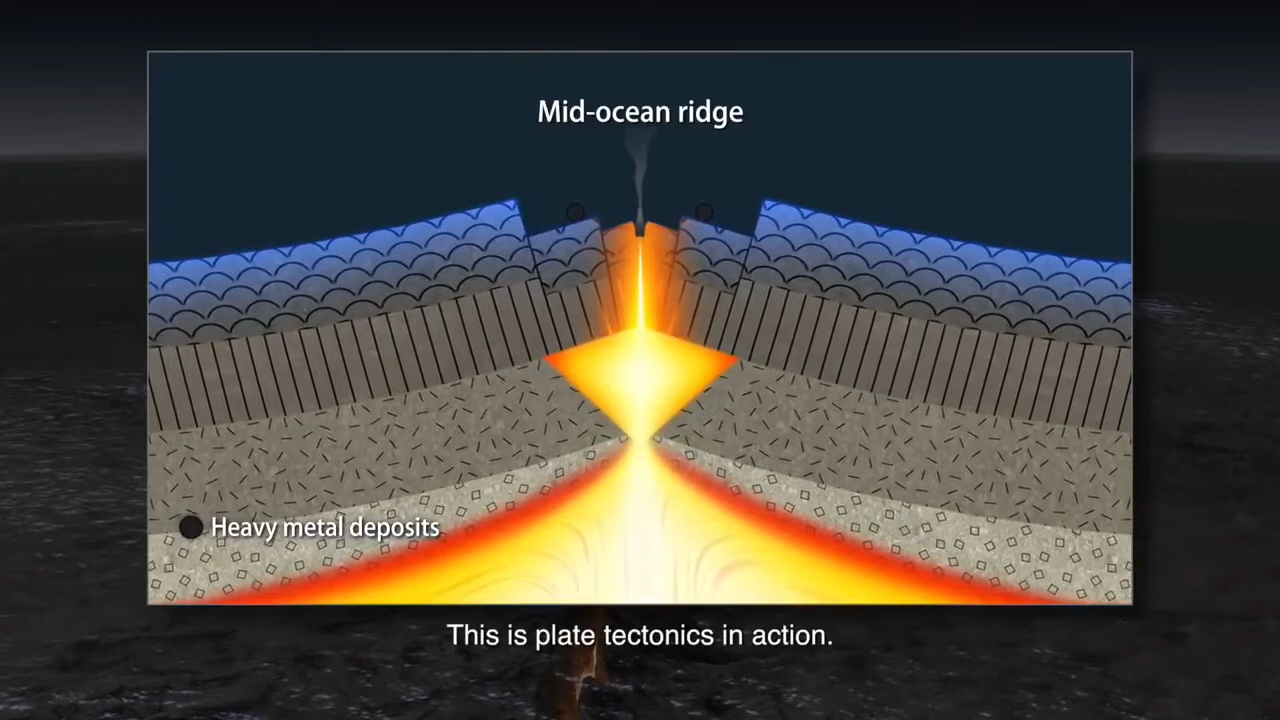 Mid-ocean ridge
Heavy metal deposits
This is plate tectonics in action.